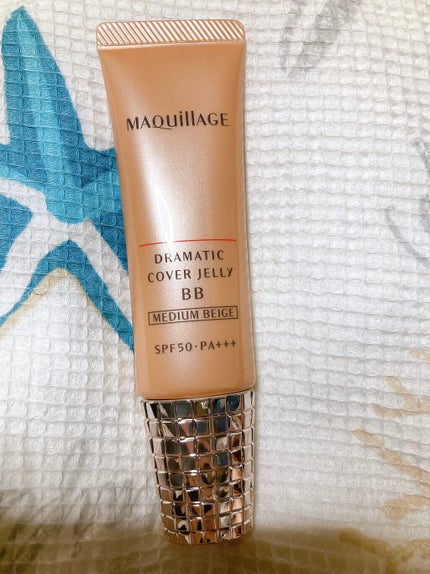 MAQuillAGE
DRAMATIC
COVER JELLY
BB
MEDIUM BEIGE
SPF50・PA+++